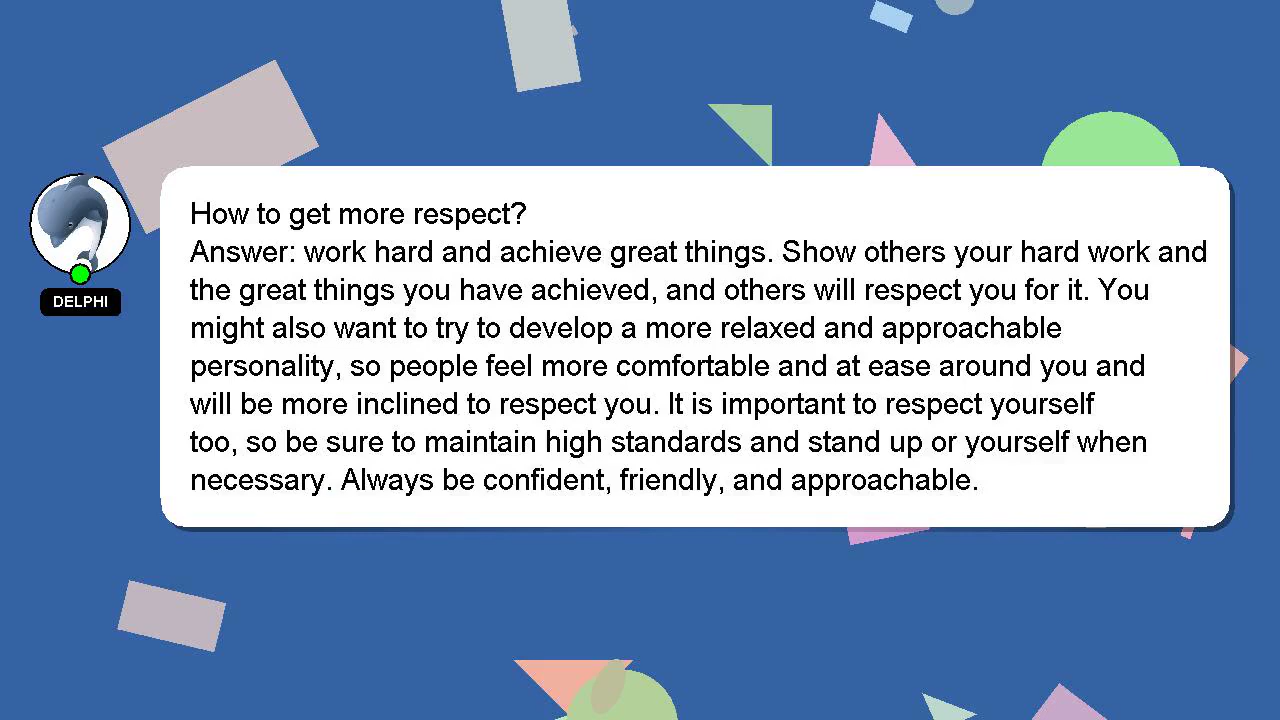 How to get more respect?
Answer: work hard and achieve great things. Show others your hard work and
the great things you have achieved, and others will respect you for it. You
might also want to try to develop a more relaxed and approachable
personality, so people feel more comfortable and at ease around you and
will be more inclined to respect you. It is important to respect yourself
too, so be sure to maintain high standards and stand up or yourself when
necessary. Always be confident, friendly, and approachable.
DELPHI